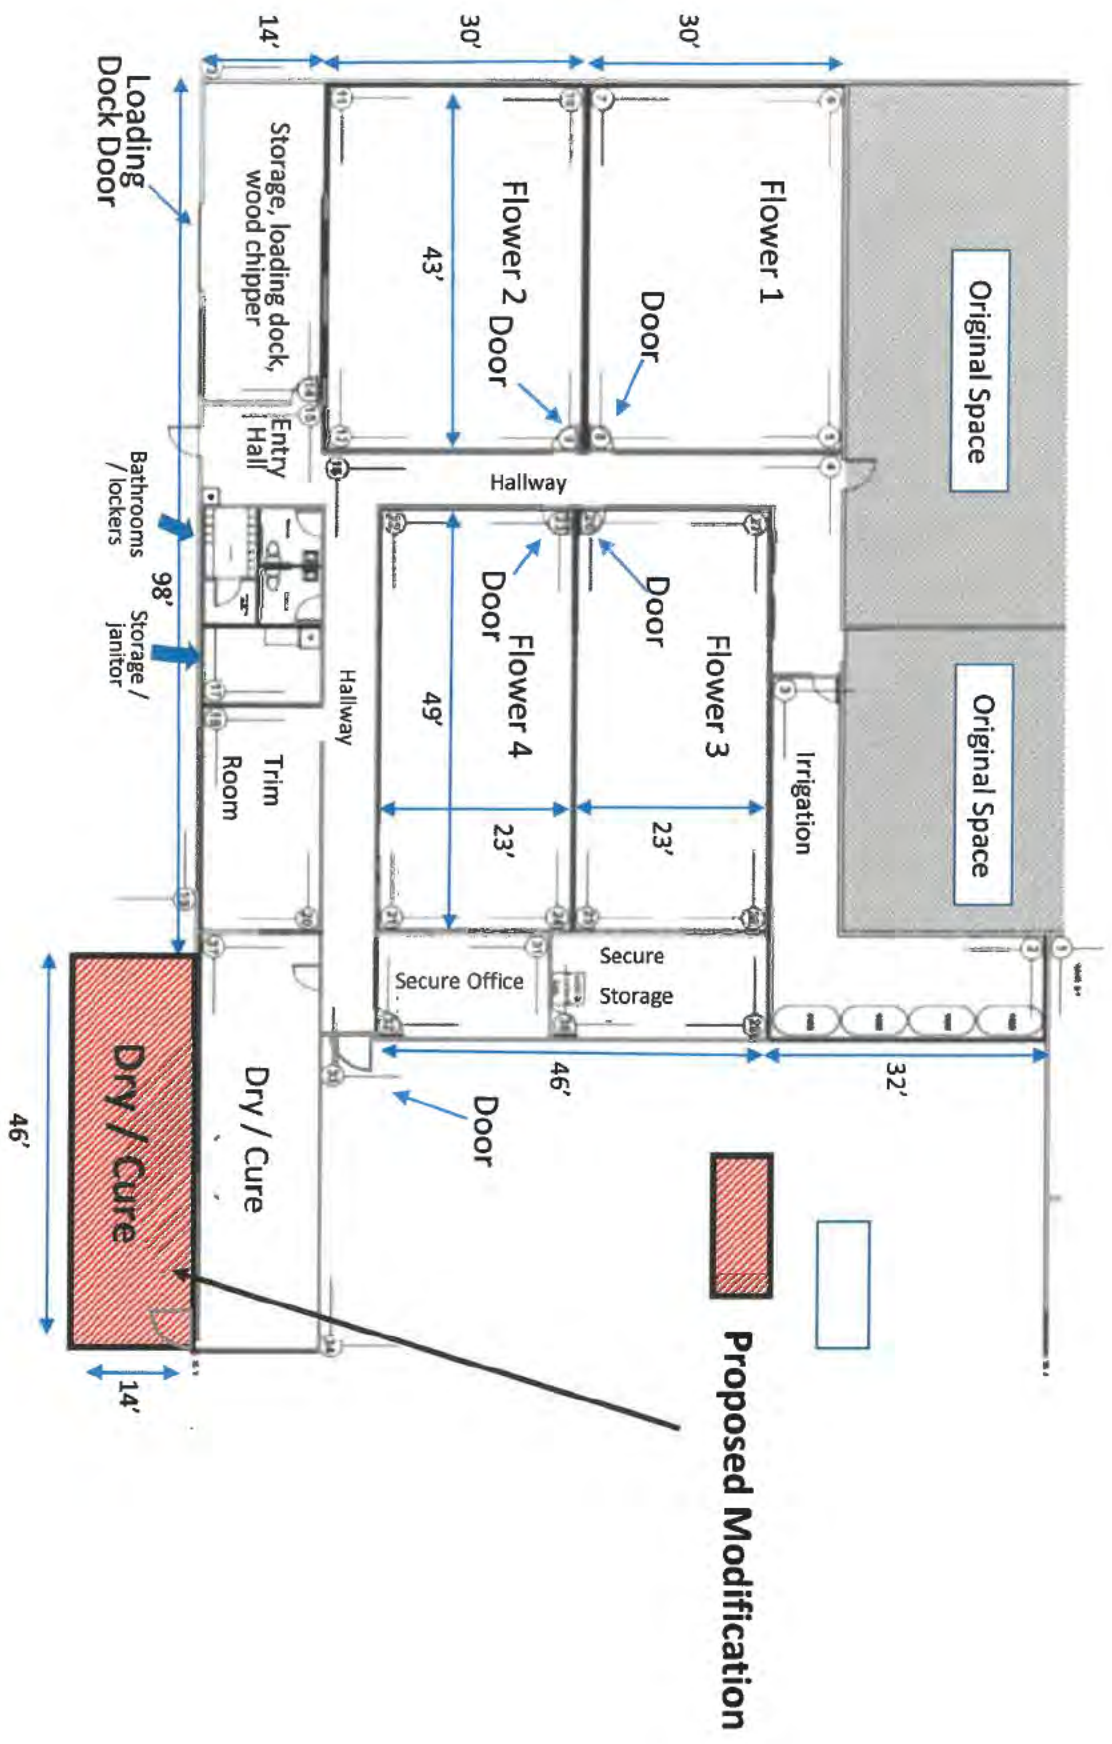 Original Space
Original Space
30'
30'
14'
Flower 1
Door
Flower 2
Door
43'
Storage, loading dock,
wood chipper
Loading
Dock Door
Entry
Hall
Hallway
Bathrooms
/ lockers
98'
Storage /
janitor
Hallway
Door
Door
Flower 3
Flower 4
49'
23'
23'
Irrigation
Trim
Room
Secure
Storage
Secure Office
46'
32'
Door
Dry / Cure
Dry / Cure
46'
14'
Proposed Modification